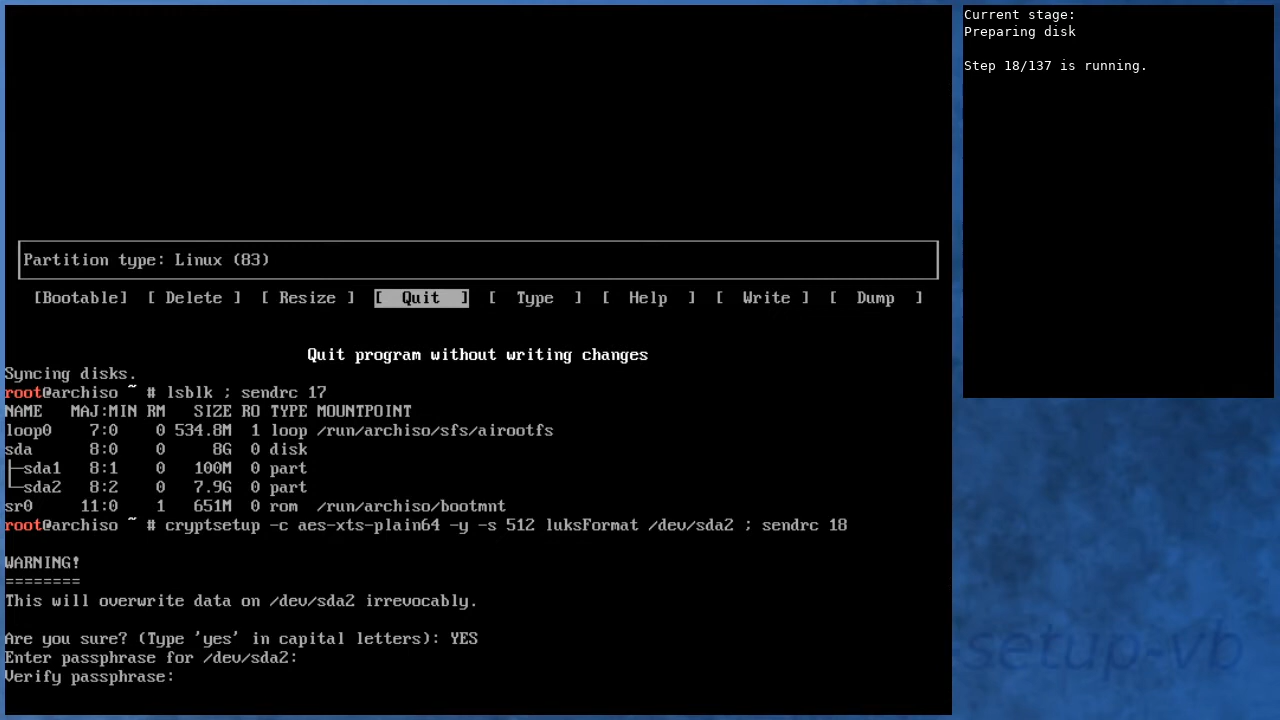 Partition type: Linux (83)
[Bootable] [ Delete ] [ Resize ] [ Quit ] [ Type ] [ Help ] [ Write ] [ Dump ]
Quit program without writing changes
Syncing disks.
root@archiso ~ # lsblk ; sendrc 17
NAME MAJ:MIN RM SIZE RO TYPE MOUNTPOINT
loop0 7:0 0 534.8M 1 loop /run/archiso/sfs/airootfs
sda 8:0 0 8G 0 disk
├─sda1 8:1 0 100M 0 part
└─sda2 8:2 0 7.9G 0 part
sr0 11:0 1 651M 0 rom /run/archiso/bootmnt
root@archiso ~ # cryptsetup -c aes-xts-plain64 -y -s 512 luksFormat /dev/sda2 ; sendrc 18
WARNING!
========
This will overwrite data on /dev/sda2 irrevocably.
Are you sure? (Type 'yes' in capital letters): YES
Enter passphrase for /dev/sda2:
Verify passphrase:
Current stage:
Preparing disk
Step 18/137 is running.
-setup-vb